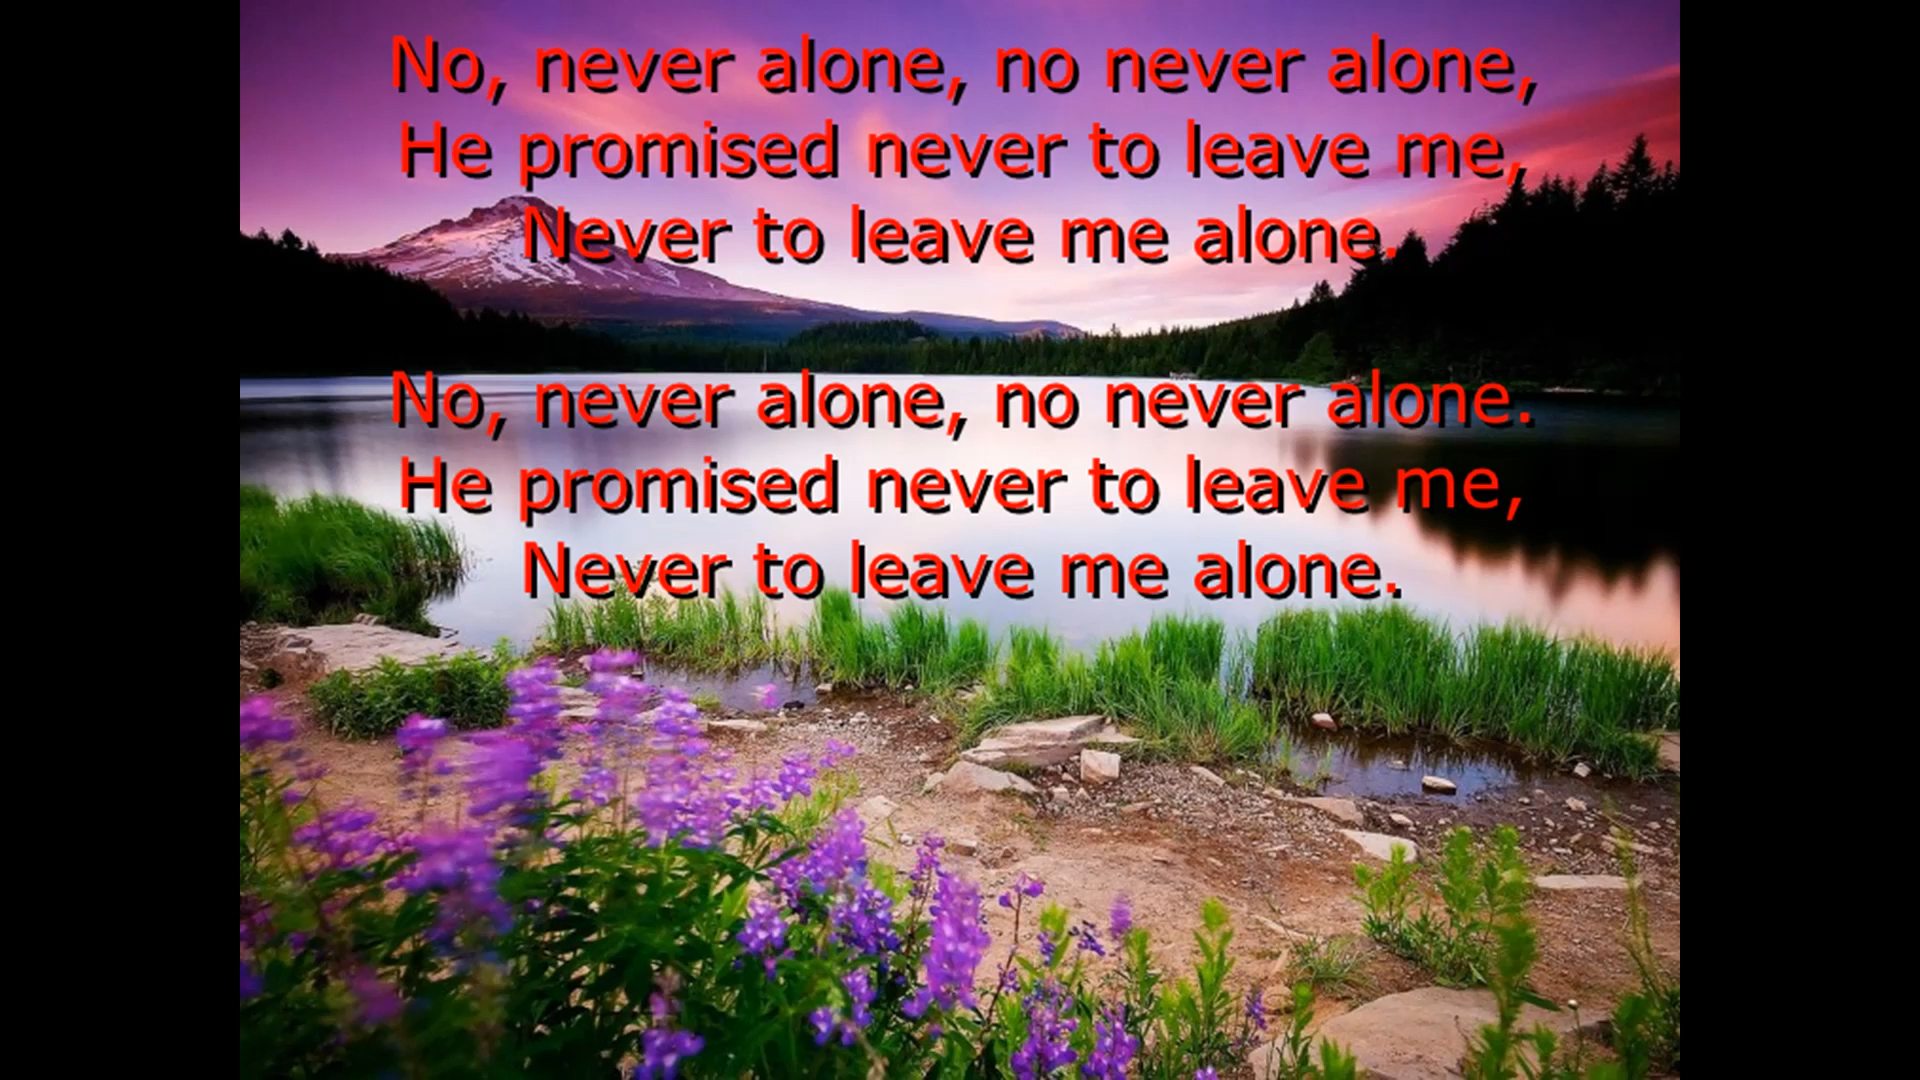 No, never alone, no never alone,
He promised never to leave me,
Never to leave me alone.
No, never alone, no never alone.
He promised never to leave me,
Never to leave me alone.